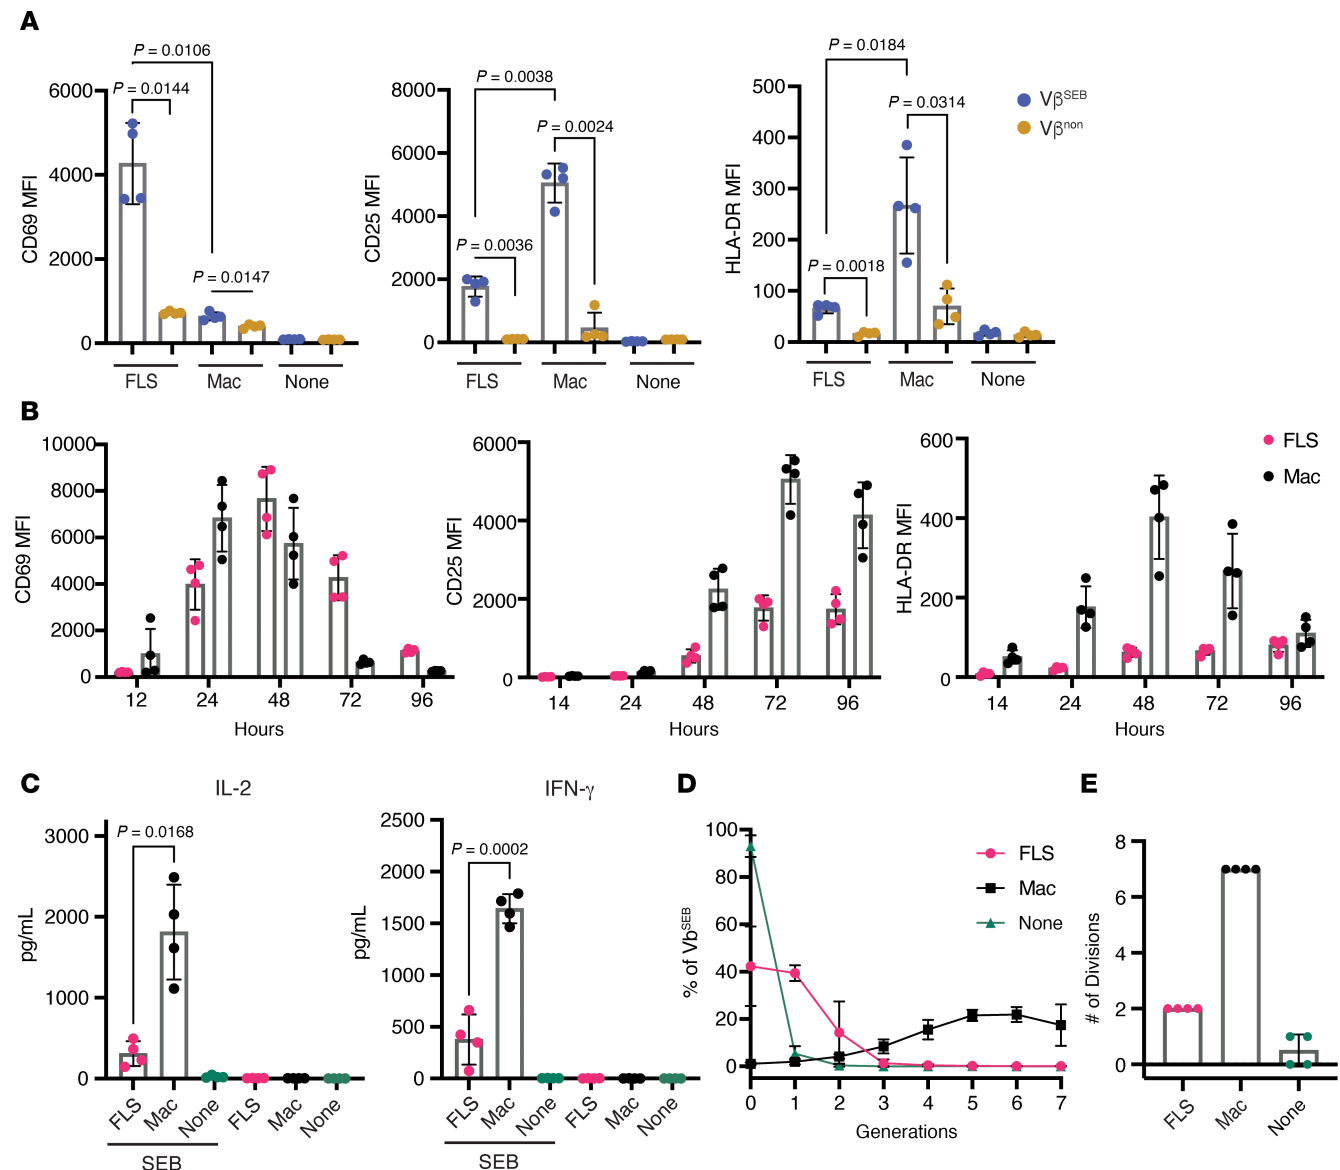 A
P = 0.0106
P = 0.0144
P = 0.0147
6000
4000
2000
0
CD69 MFI
FLS
Mac
None
P = 0.0038
P = 0.0024
P = 0.0036
8000
6000
4000
2000
0
CD25 MFI
FLS
Mac
None
P = 0.0184
P = 0.0314
P = 0.0018
500
400
300
200
100
0
HLA-DR MFI
FLS
Mac
None
Vβ^SEB
Vβ^non
B
10000
8000
6000
4000
2000
0
CD69 MFI
12 24 48 72 96
Hours
6000
4000
2000
0
CD25 MFI
14 24 48 72 96
Hours
600
400
200
0
HLA-DR MFI
14 24 48 72 96
Hours
FLS
Mac
C
IL-2
P = 0.0168
3000
2000
1000
0
pg/mL
FLS Mac None FLS Mac None
SEB
IFN-γ
P = 0.0002
2500
2000
1500
1000
500
0
pg/mL
FLS Mac None FLS Mac None
SEB
D
100
80
60
40
20
0
% of Vb^SEB
FLS
Mac
None
0 1 2 3 4 5 6 7
Generations
E
8
6
4
2
0
# of Divisions
FLS Mac None